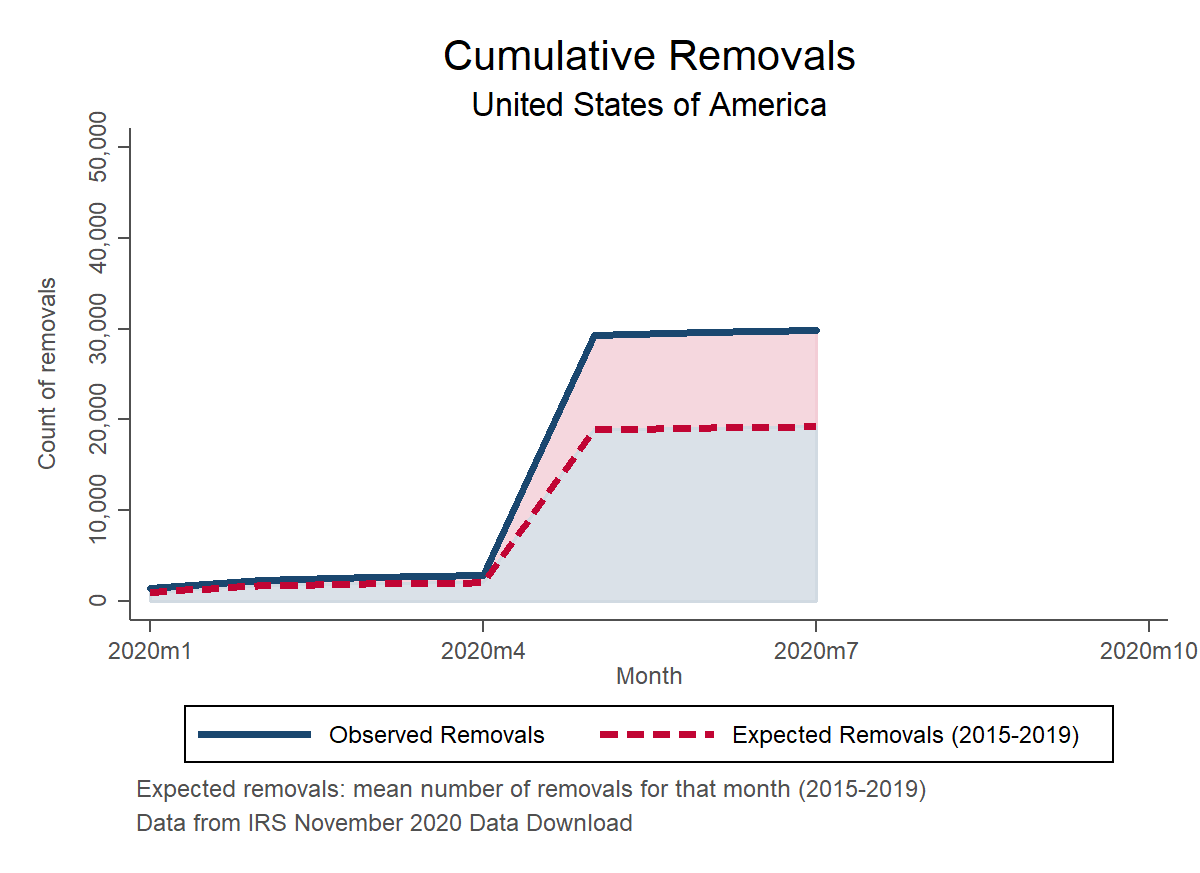 Cumulative Removals
United States of America
Count of removals
50,000
40,000
30,000
20,000
10,000
0
2020m1 2020m4 2020m7 2020m10
Month
Observed Removals Expected Removals (2015-2019)
Expected removals: mean number of removals for that month (2015-2019)
Data from IRS November 2020 Data Download